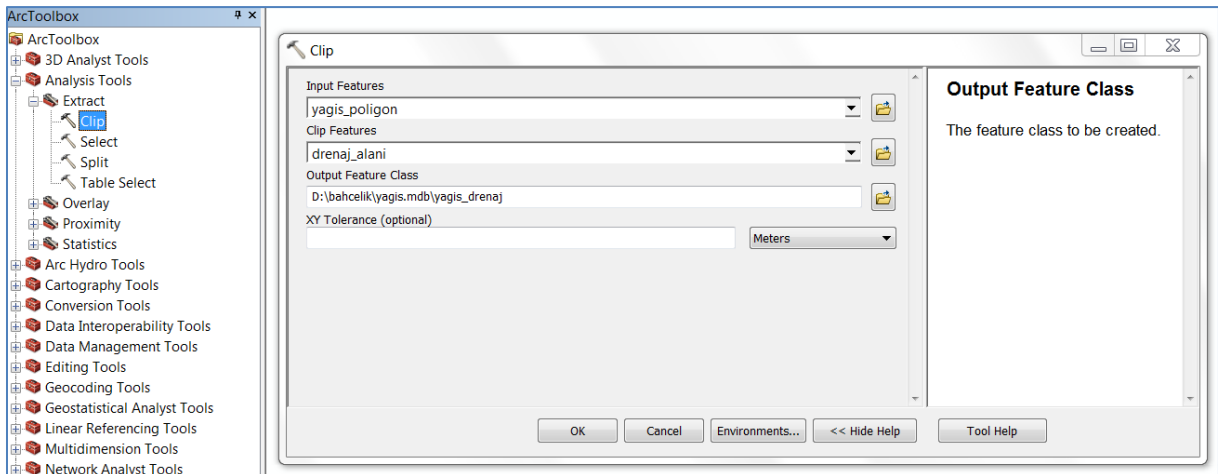 ArcToolbox
ArcToolbox
3D Analyst Tools
Analysis Tools
Extract
Clip
Select
Split
Table Select
Overlay
Proximity
Statistics
Arc Hydro Tools
Cartography Tools
Conversion Tools
Data Interoperability Tools
Data Management Tools
Editing Tools
Geocoding Tools
Geostatistical Analyst Tools
Linear Referencing Tools
Multidimension Tools
Network Analyst Tools
Clip
Input Features
yagis_poligon
Clip Features
drenaj_alani
Output Feature Class
D:\bahcelik\yagis.mdb\yagis_drenaj
XY Tolerance (optional)
Meters
OK
Cancel
Environments...
<< Hide Help
Output Feature Class
The feature class to be created.
Tool Help